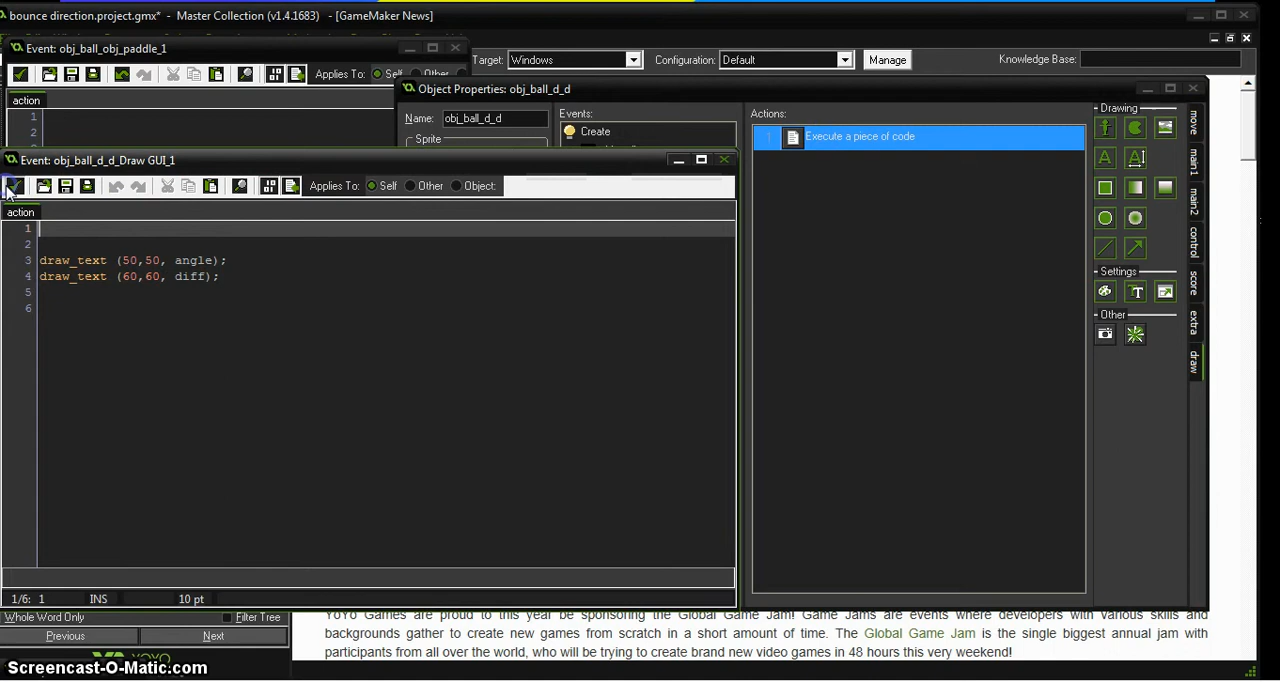 bounce direction.project.gmx* - Master Collection (v1.4.1683) - [GameMaker News]
Event: obj_ball_obj_paddle_1
Target: Windows Configuration: Default Manage Knowledge Base:
Applies To: Self Other
Object Properties: obj_ball_d_d
action
1
2
Name: obj_ball_d_d
Sprite
Events:
Create
Actions:
1 Execute a piece of code
Drawing
Settings
Other
move
main1
main2
control
score
extra
draw
Event: obj_ball_d_d_Draw GUI_1
Applies To: Self Other Object:
action
1
2
3 draw_text (50,50, angle);
4 draw_text (60,60, diff);
5
6
1/6: 1 INS 10 pt
Whole Word Only Filter Tree
Previous Next
YOYO
YoYo Games are proud to this year be sponsoring the Global Game Jam! Game Jams are events where developers with various skills and
backgrounds gather to create new games from scratch in a short amount of time. The Global Game Jam is the single biggest annual jam with
participants from all over the world, who will be trying to create brand new video games in 48 hours this very weekend!
Screencast-O-Matic.com